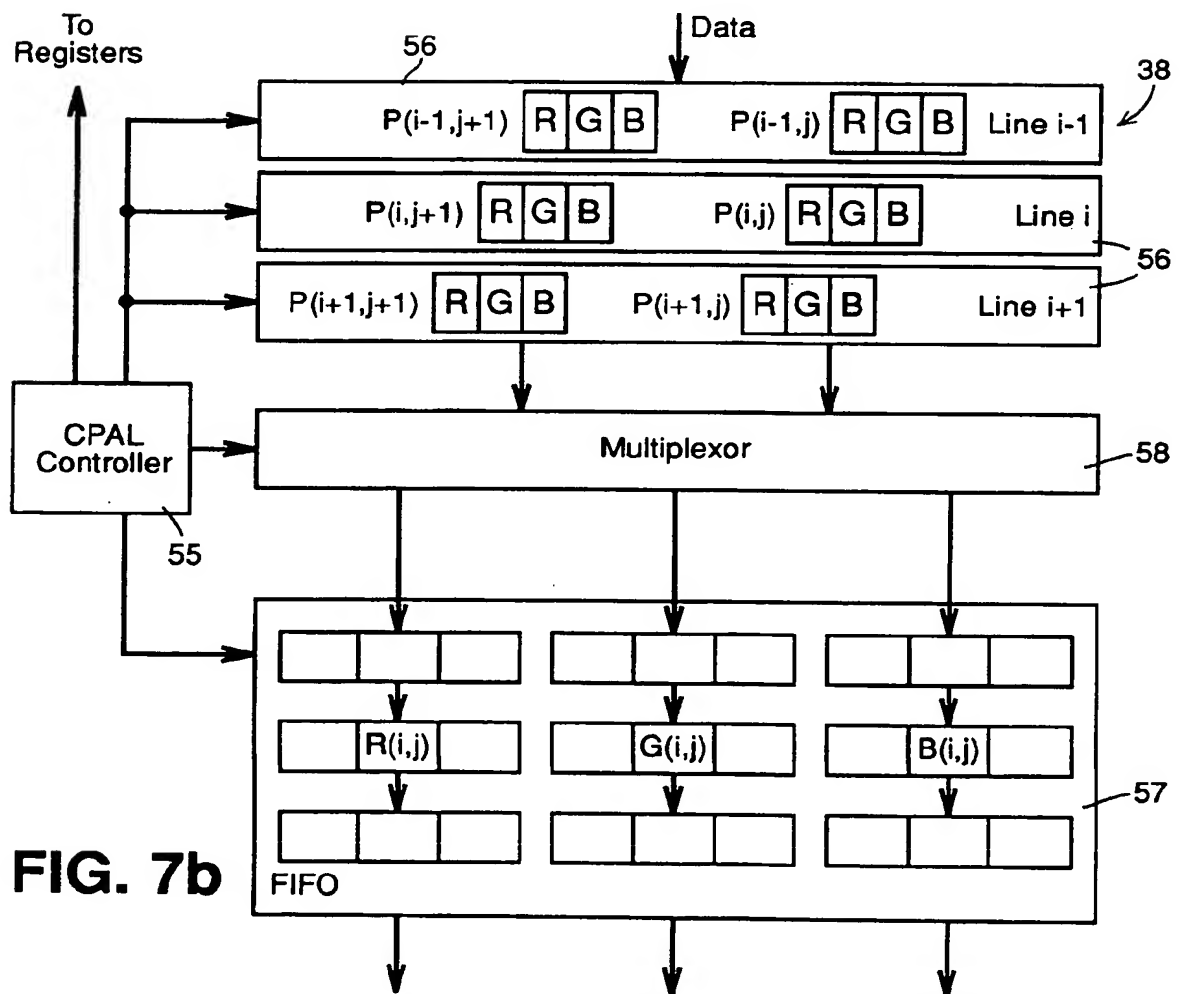 To
Registers
Data
56
38
P(i-1,j+1) R G B P(i-1,j) R G B Line i-1
P(i,j+1) R G B P(i,j) R G B Line i
56
P(i+1,j+1) R G B P(i+1,j) R G B Line i+1
CPAL
Controller
Multiplexor
58
55
R(i,j) G(i,j) B(i,j)
57
FIFO
FIG. 7b